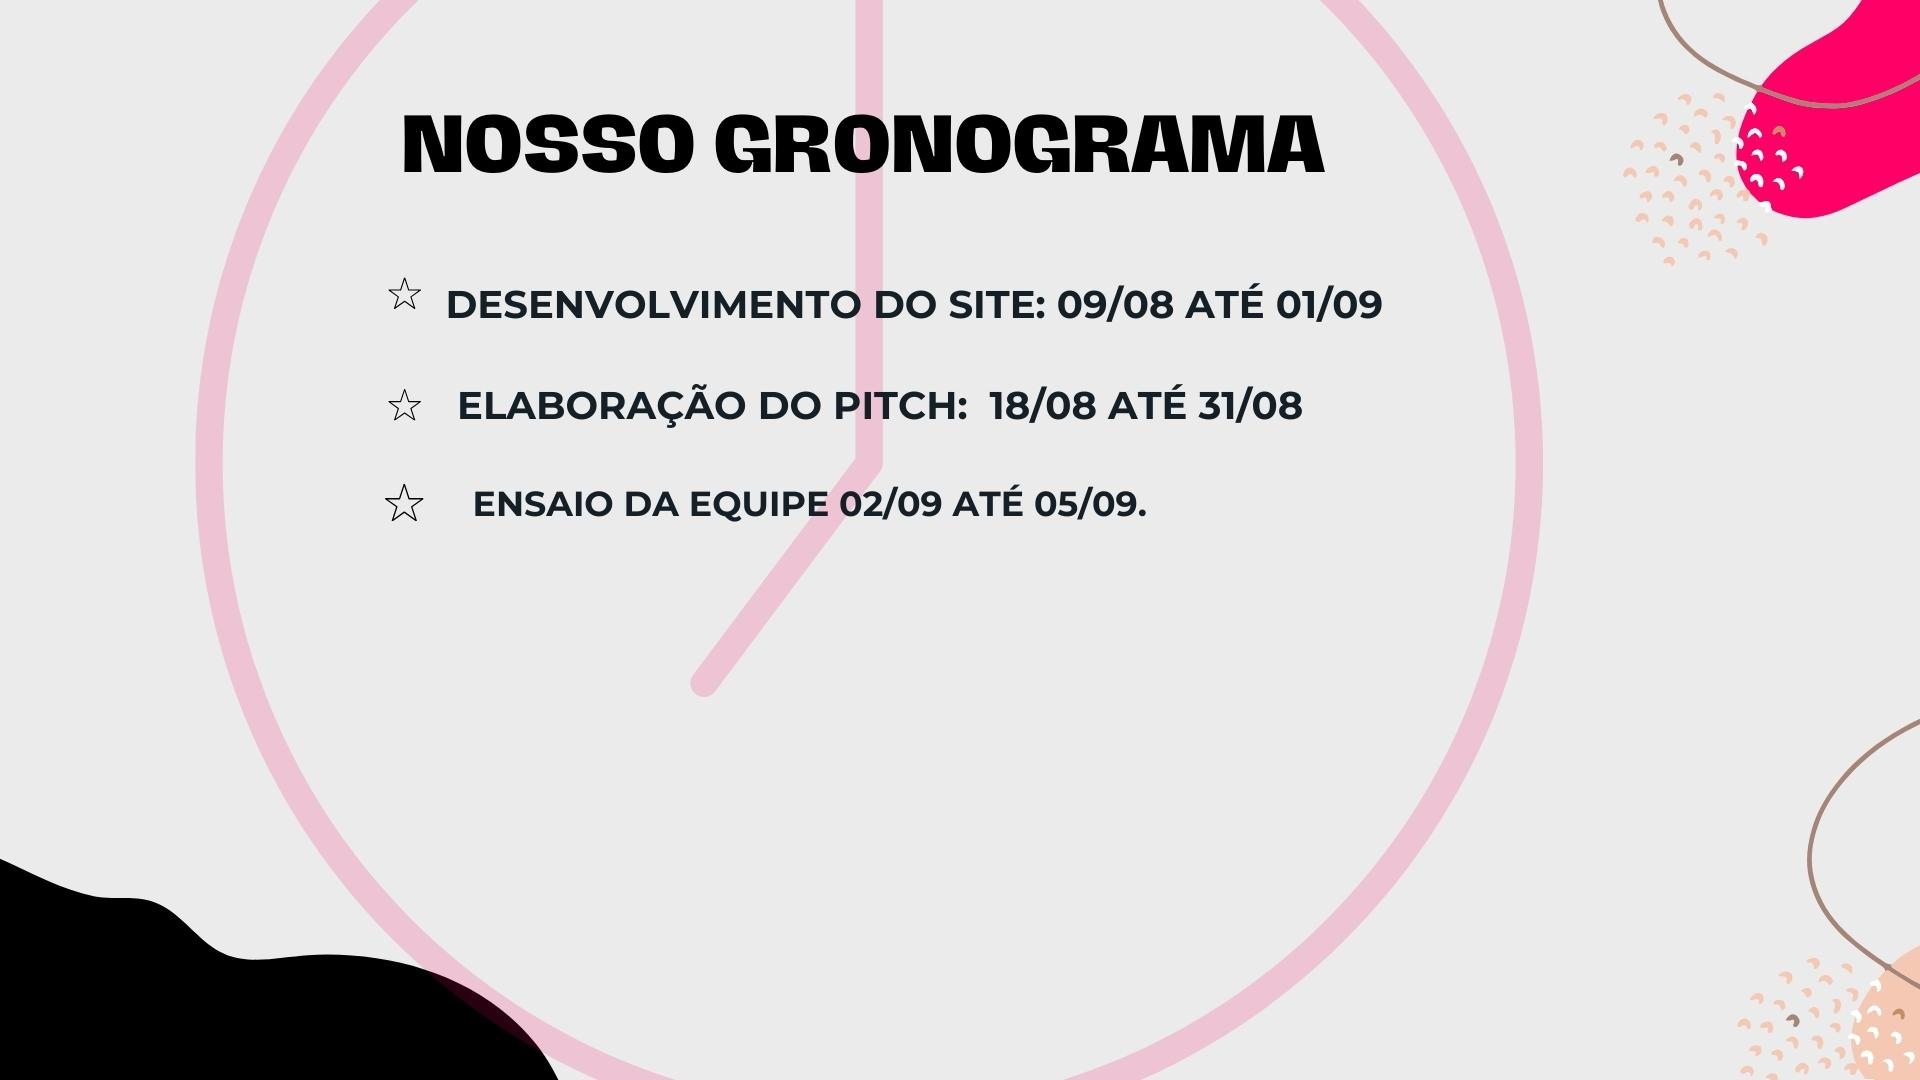 NOSSO GRONOGRAMA
☆ DESENVOLVIMENTO DO SITE: 09/08 ATÉ 01/09
☆ ELABORAÇÃO DO PITCH:  18/08 ATÉ 31/08
☆ ENSAIO DA EQUIPE 02/09 ATÉ 05/09.